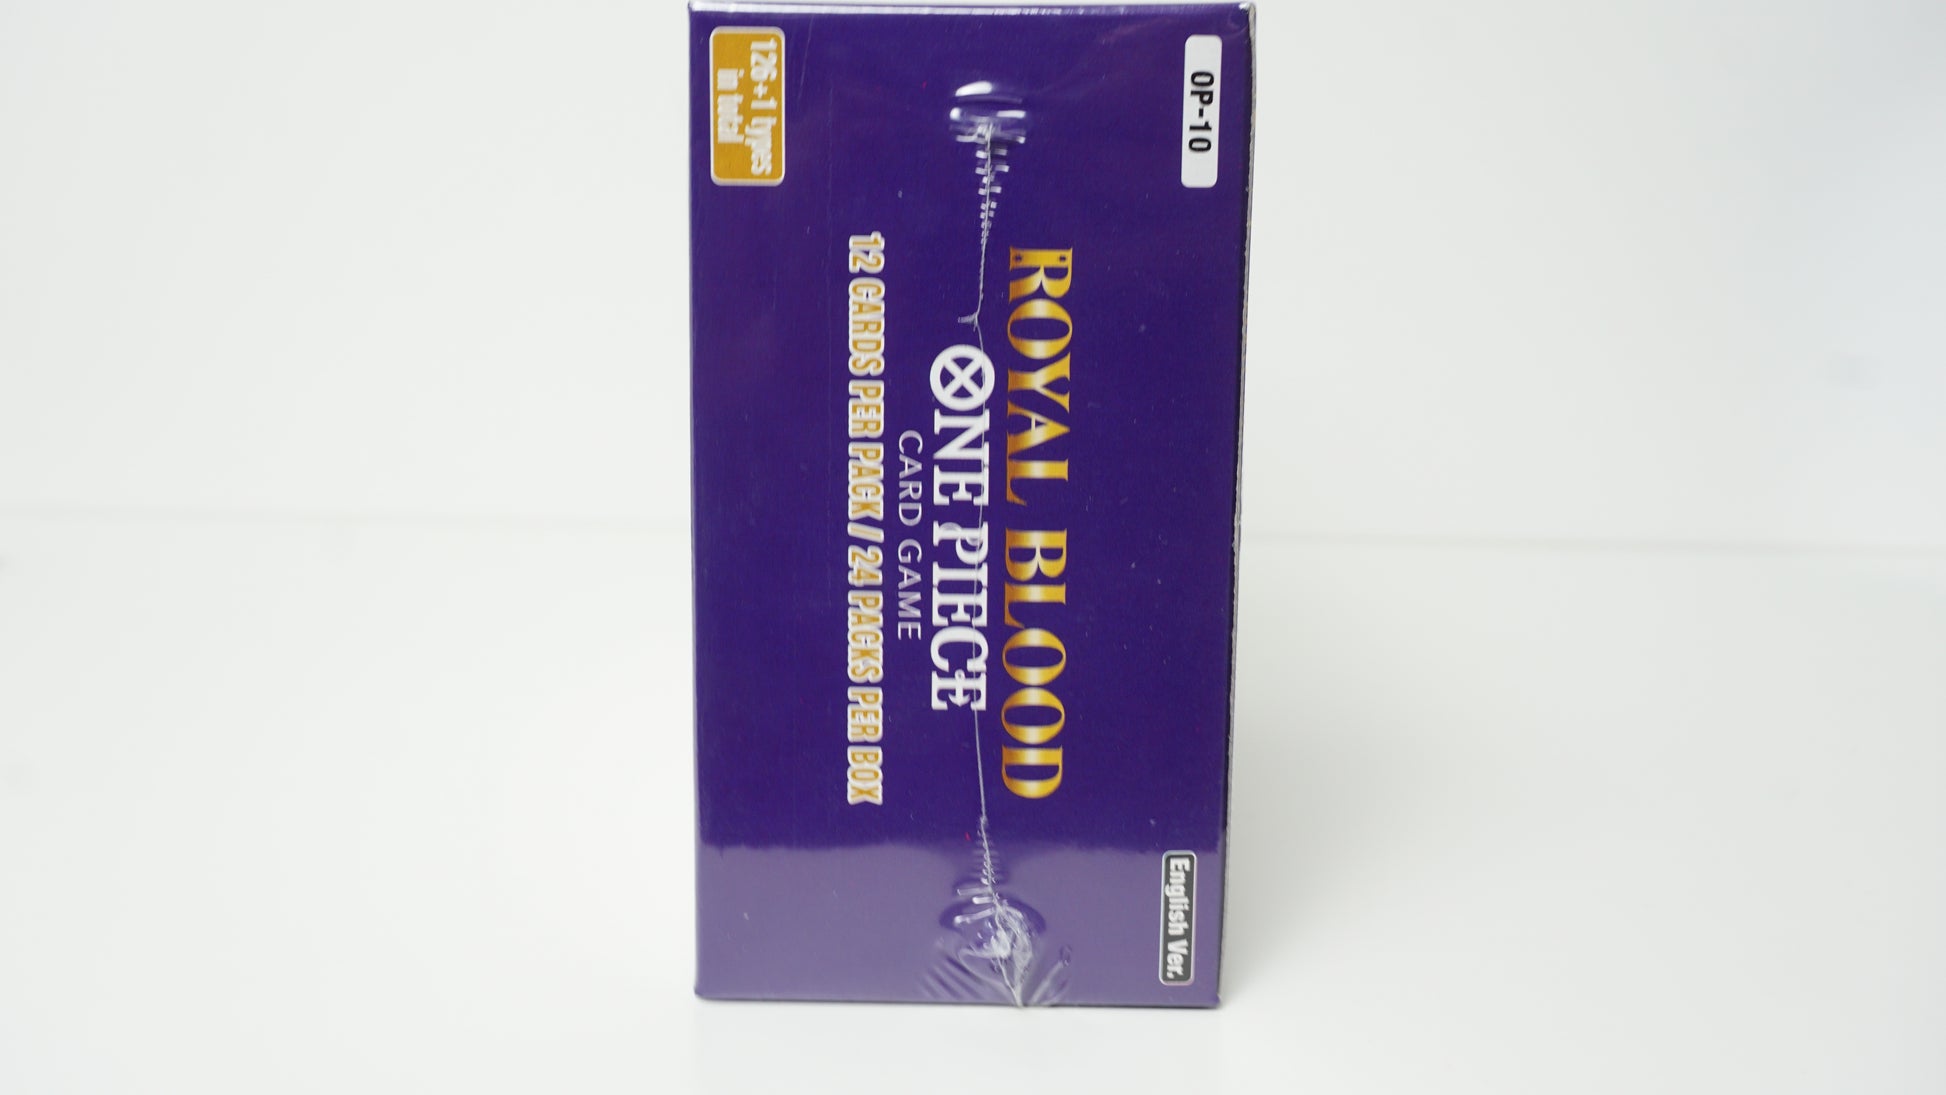 OP-10
English Ver.
ROYAL BLOOD
ONE PIECE
CARD GAME
12 CARDS PER PACK / 24 PACKS PER BOX
126+1 types
in total